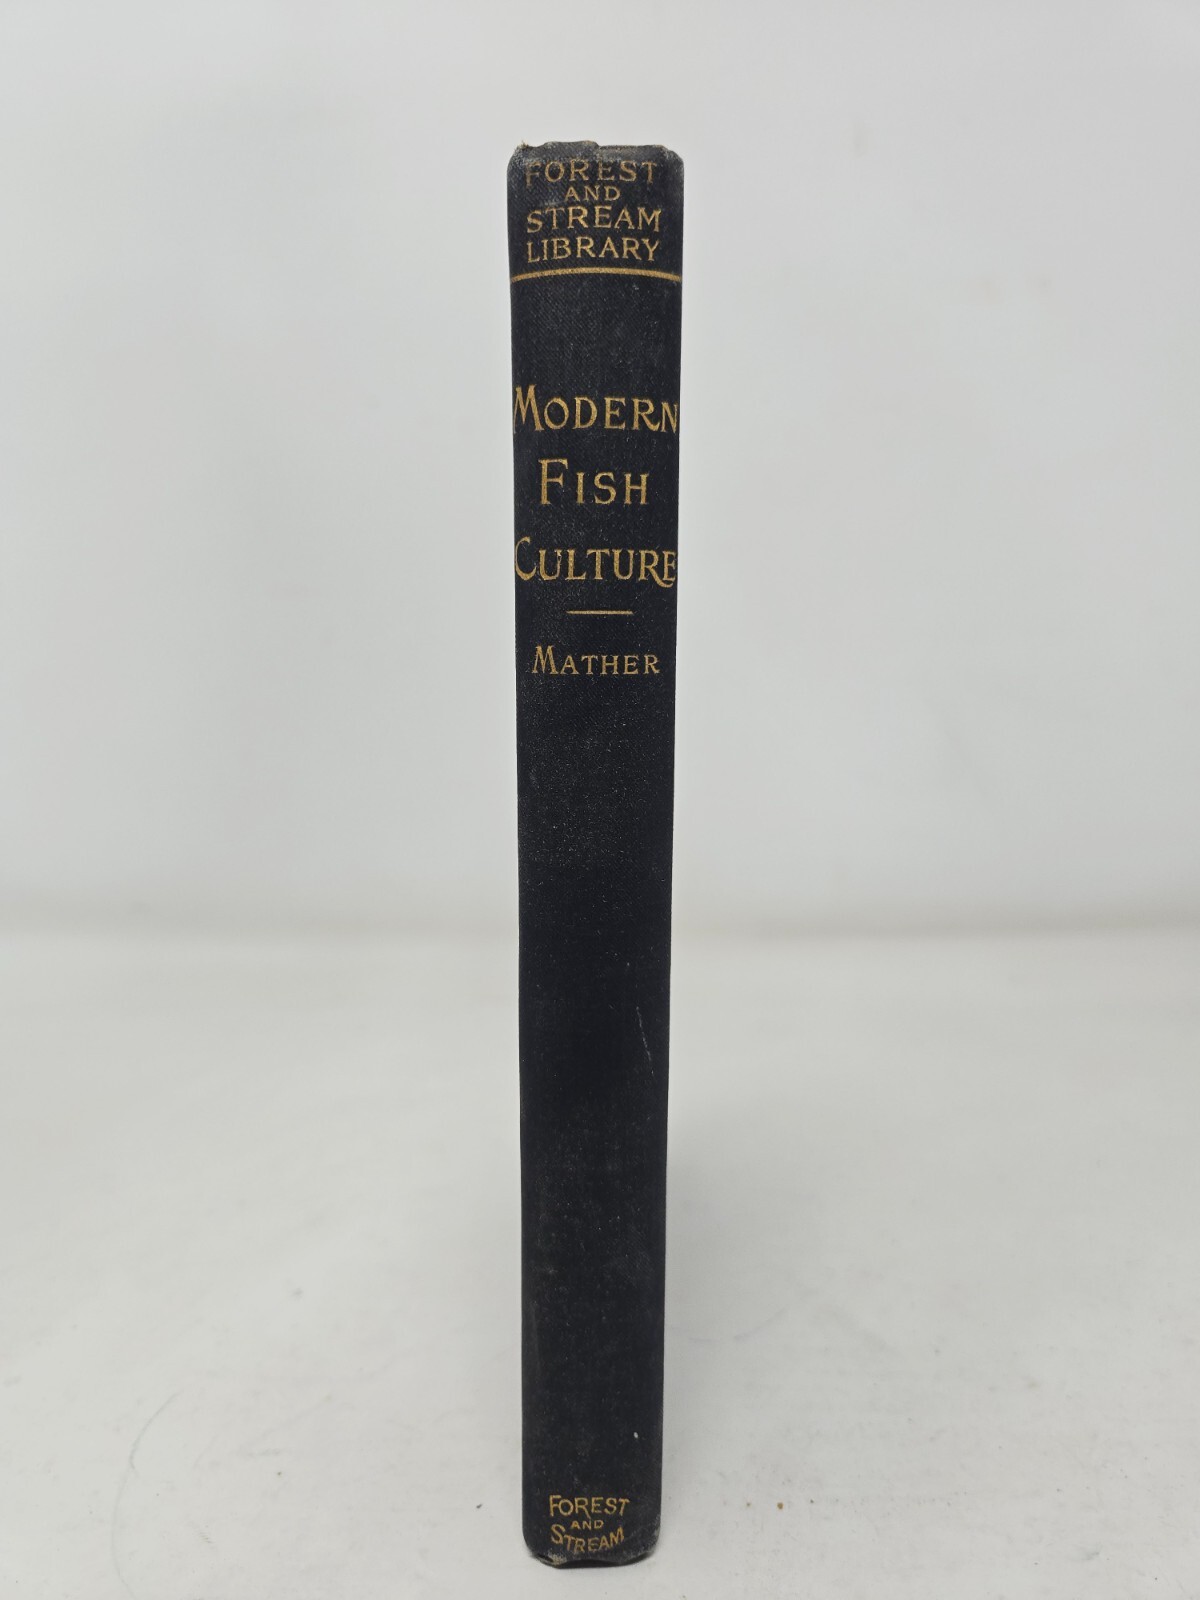 FOREST
AND
STREAM
LIBRARY
MODERN
FISH
CULTURE
MATHER
FOREST
AND
STREAM